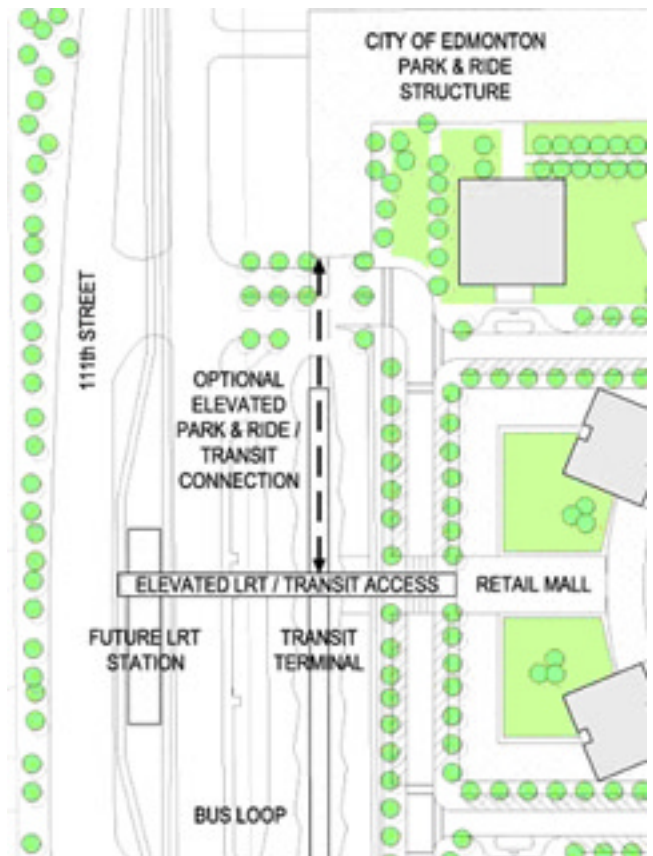 CITY OF EDMONTON
PARK & RIDE
STRUCTURE
111th STREET
OPTIONAL
ELEVATED
PARK & RIDE /
TRANSIT
CONNECTION
ELEVATED LRT / TRANSIT ACCESS
RETAIL MALL
FUTURE LRT
STATION
TRANSIT
TERMINAL
BUS LOOP